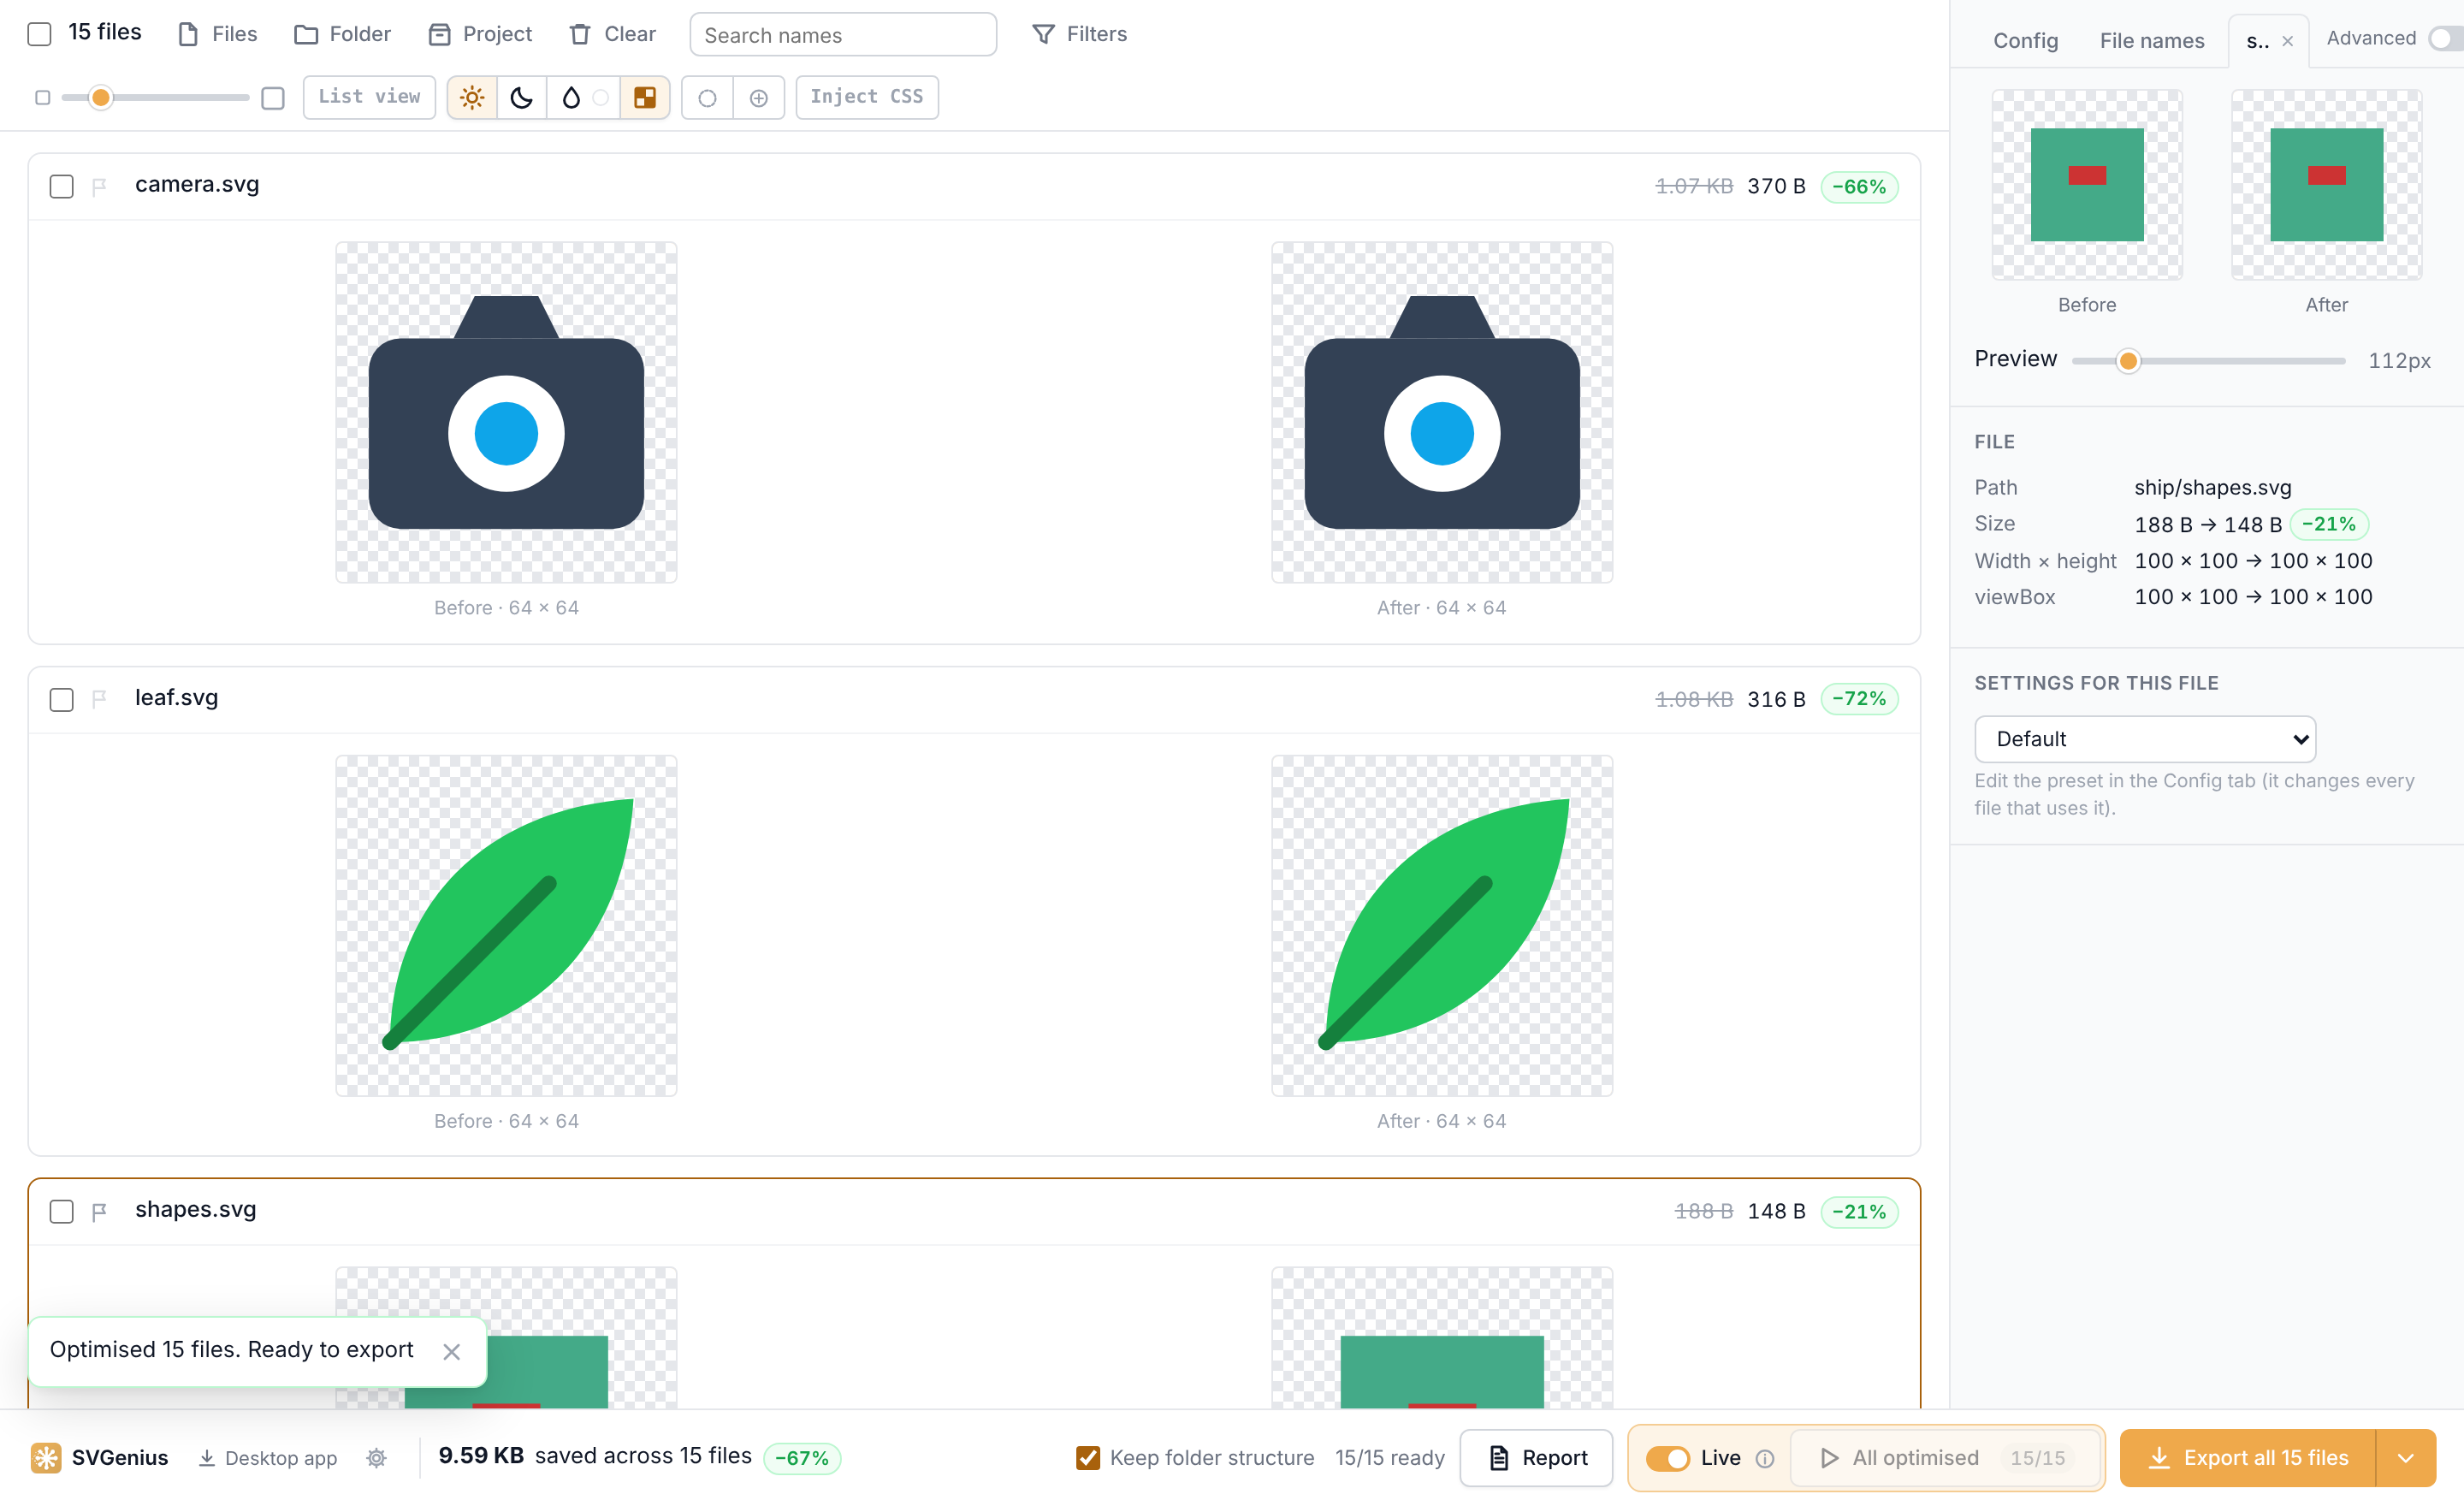 15 files Files Folder Project Clear Search names Filters
List view Inject CSS
camera.svg 1.07 KB 370 B −66%
Before · 64 × 64 After · 64 × 64
leaf.svg 1.08 KB 316 B −72%
Before · 64 × 64 After · 64 × 64
shapes.svg 188 B 148 B −21%
Optimised 15 files. Ready to export
Config File names s.. × Advanced
Before After
Preview 112px
FILE
Path ship/shapes.svg
Size 188 B → 148 B −21%
Width × height 100 × 100 → 100 × 100
viewBox 100 × 100 → 100 × 100
SETTINGS FOR THIS FILE
Default
Edit the preset in the Config tab (it changes every
file that uses it).
SVGenius Desktop app 9.59 KB saved across 15 files −67% Keep folder structure 15/15 ready Report Live All optimised 15/15 Export all 15 files